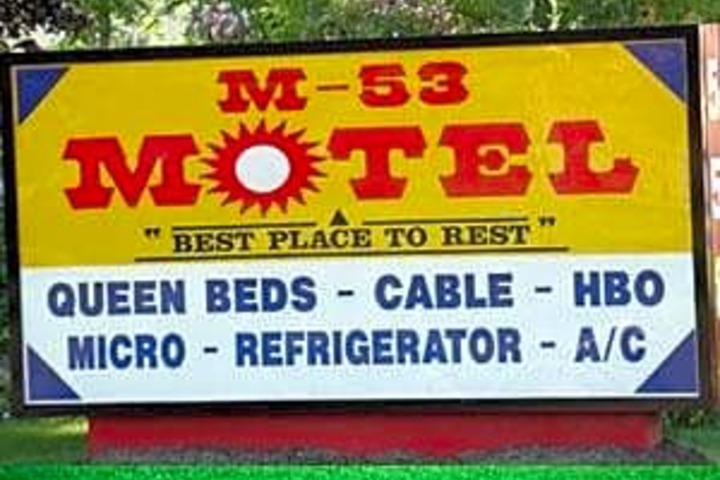 M-53
MOTEL
"BEST PLACE TO REST"
QUEEN BEDS - CABLE - HBO
MICRO - REFRIGERATOR - A/C